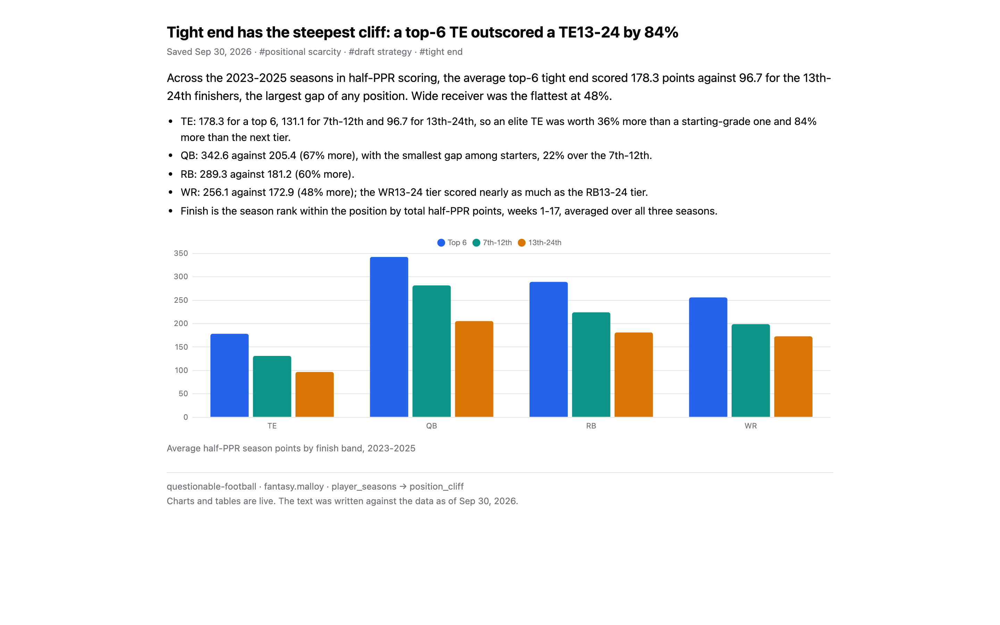 Tight end has the steepest cliff: a top-6 TE outscored a TE13-24 by 84%
Saved Sep 30, 2026 · #positional scarcity · #draft strategy · #tight end
Across the 2023-2025 seasons in half-PPR scoring, the average top-6 tight end scored 178.3 points against 96.7 for the 13th-
24th finishers, the largest gap of any position. Wide receiver was the flattest at 48%.
• TE: 178.3 for a top 6, 131.1 for 7th-12th and 96.7 for 13th-24th, so an elite TE was worth 36% more than a starting-grade one and 84%
more than the next tier.
• QB: 342.6 against 205.4 (67% more), with the smallest gap among starters, 22% over the 7th-12th.
• RB: 289.3 against 181.2 (60% more).
• WR: 256.1 against 172.9 (48% more); the WR13-24 tier scored nearly as much as the RB13-24 tier.
• Finish is the season rank within the position by total half-PPR points, weeks 1-17, averaged over all three seasons.
Top 6 7th-12th 13th-24th
350
300
250
200
150
100
50
0
TE QB RB WR
Average half-PPR season points by finish band, 2023-2025
questionable-football · fantasy.malloy · player_seasons → position_cliff
Charts and tables are live. The text was written against the data as of Sep 30, 2026.